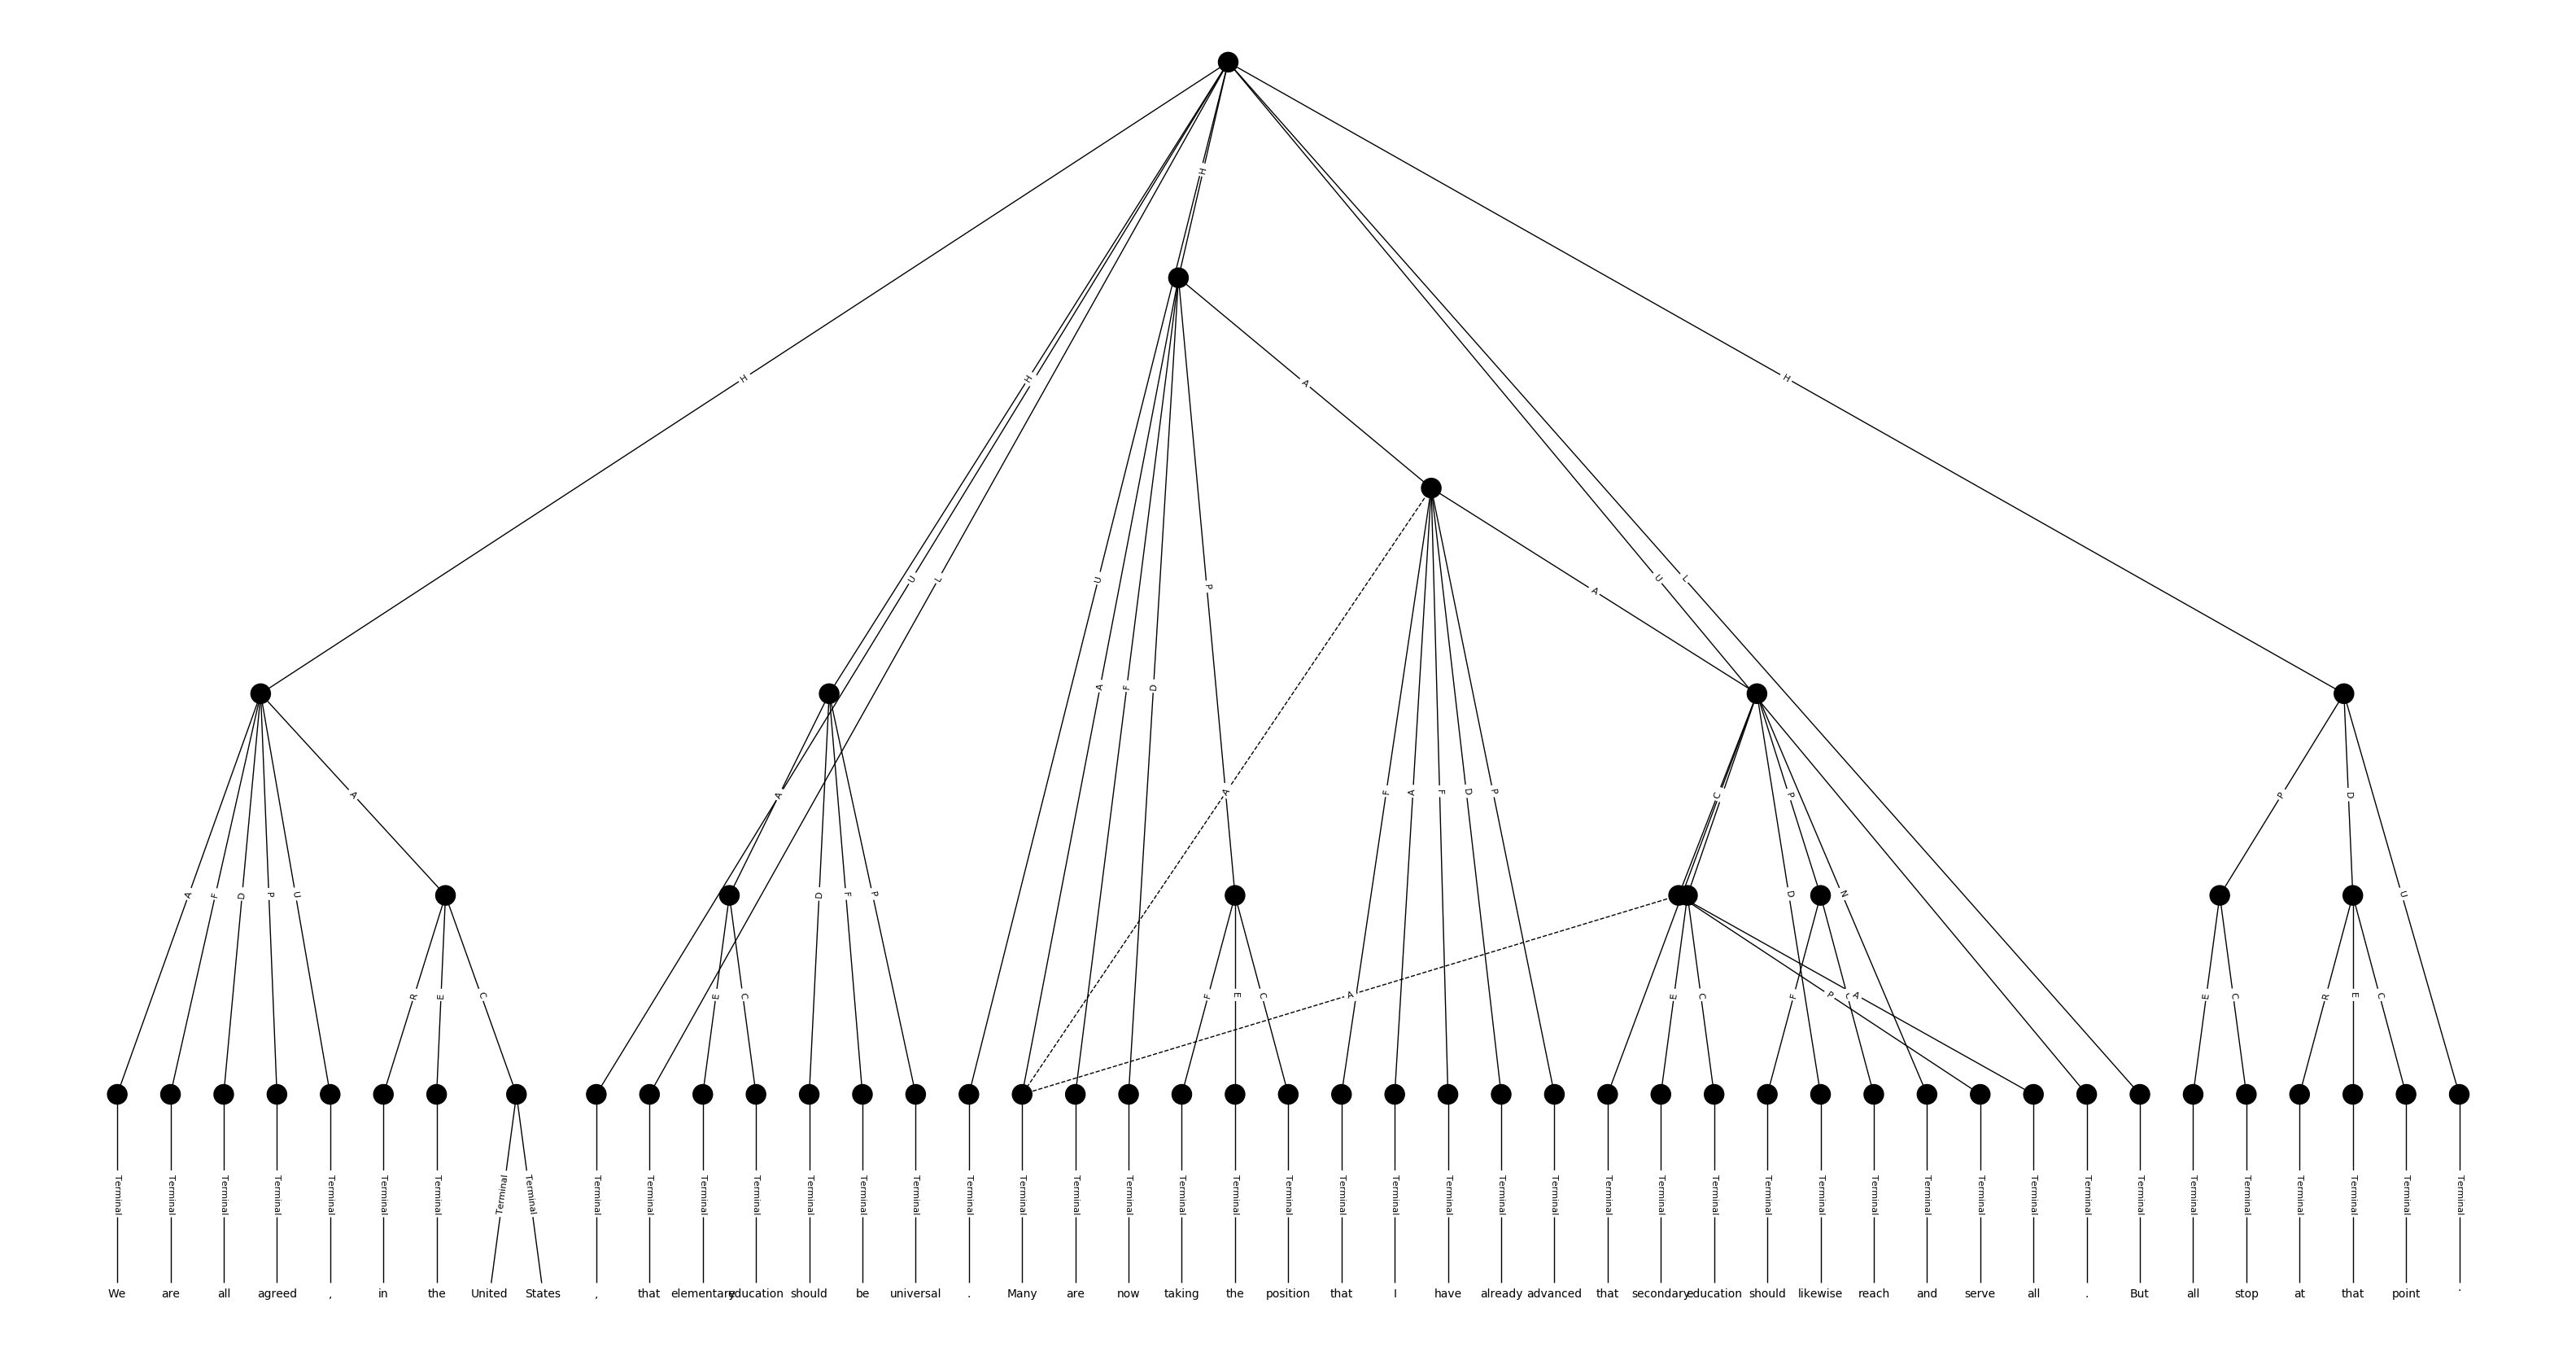 H
H
H
H
U
L
U
A
U
L
P
A
A
F
D
A
P
A
A
F
A
F
D
P
C
P
P
D
A
F
D
P
U
D
F
P
D
N
U
R
E
C
E
C
F
E
C
A
E
C
F
P
C
A
E
C
R
E
C
Terminal Terminal Terminal Terminal Terminal Terminal Terminal Terminal Terminal Terminal Terminal Terminal Terminal Terminal Terminal Terminal Terminal Terminal Terminal Terminal Terminal Terminal Terminal Terminal Terminal Terminal Terminal Terminal Terminal Terminal Terminal Terminal Terminal Terminal Terminal Terminal Terminal Terminal Terminal Terminal Terminal Terminal Terminal Terminal Terminal
We are all agreed , in the United States , that elementary education should be universal . Many are now taking the position that I have already advanced that secondary education should likewise reach and serve all . But all stop at that point .